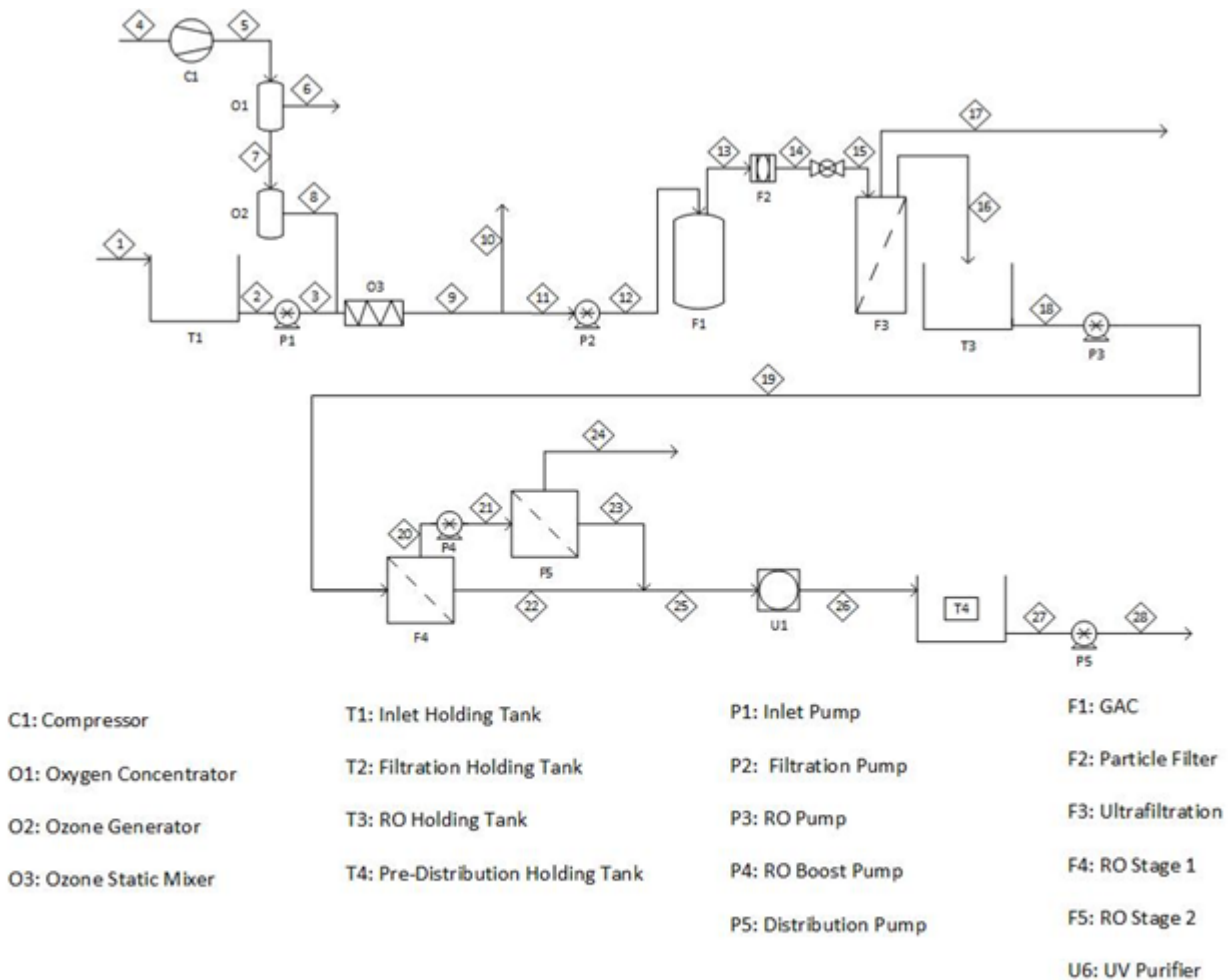 4
5
C1
O1
6
7
O2
8
1
T1
2
P1
3
O3
9
10
11
P2
12
F1
13
F2
14
15
F3
17
16
T3
18
P3
19
F4
20
P4
21
F5
24
23
22
25
U1
26
T4
27
P5
28
C1: Compressor
O1: Oxygen Concentrator
O2: Ozone Generator
O3: Ozone Static Mixer
T1: Inlet Holding Tank
T2: Filtration Holding Tank
T3: RO Holding Tank
T4: Pre-Distribution Holding Tank
P1: Inlet Pump
P2: Filtration Pump
P3: RO Pump
P4: RO Boost Pump
P5: Distribution Pump
F1: GAC
F2: Particle Filter
F3: Ultrafiltration
F4: RO Stage 1
F5: RO Stage 2
U6: UV Purifier